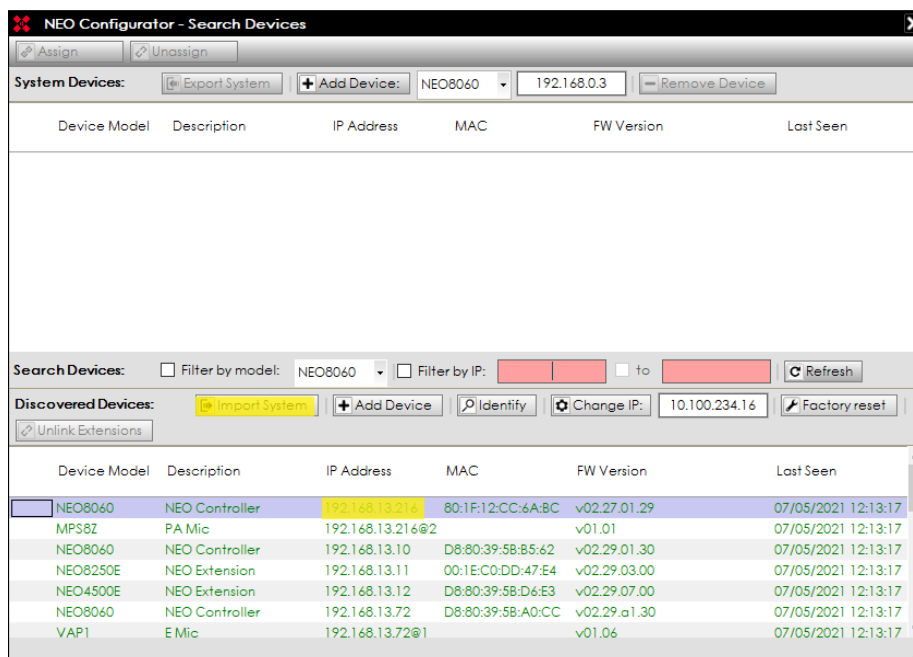 NEO Configurator - Search Devices
Assign Unassign
System Devices: Export System Add Device: NEO8060 192.168.0.3 Remove Device
Device Model Description IP Address MAC FW Version Last Seen
Search Devices: Filter by model: NEO8060 Filter by IP: to Refresh
Discovered Devices: Import System Add Device Identify Change IP: 10.100.234.16 Factory reset
Unlink Extensions
Device Model Description IP Address MAC FW Version Last Seen
NEO8060 NEO Controller 192.168.13.216 80:1F:12:CC:6A:BC v02.27.01.29 07/05/2021 12:13:17
MPS8Z PA Mic 192.168.13.216@2 v01.01 07/05/2021 12:13:17
NEO8060 NEO Controller 192.168.13.10 D8:80:39:5B:B5:62 v02.29.01.30 07/05/2021 12:13:17
NEO8250E NEO Extension 192.168.13.11 00:1E:C0:DD:47:E4 v02.29.03.00 07/05/2021 12:13:17
NEO4500E NEO Extension 192.168.13.12 D8:80:39:5B:D6:E3 v02.29.07.00 07/05/2021 12:13:17
NEO8060 NEO Controller 192.168.13.72 D8:80:39:5B:A0:CC v02.29.a1.30 07/05/2021 12:13:17
VAP1 E Mic 192.168.13.72@1 v01.06 07/05/2021 12:13:17